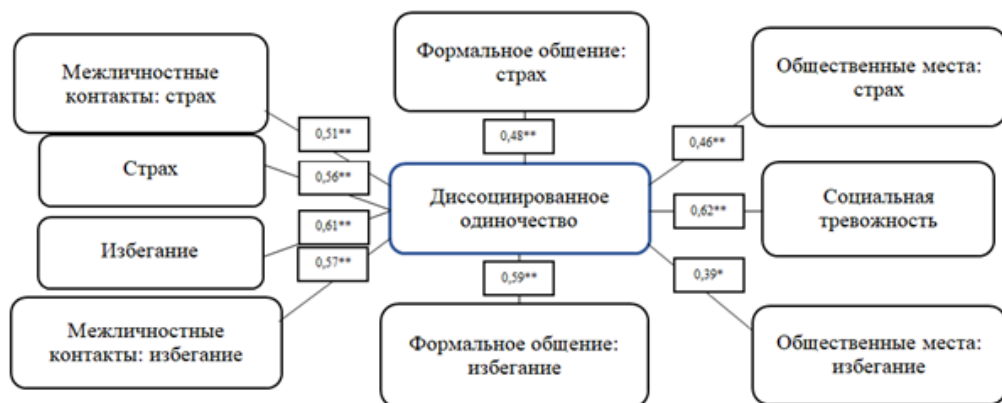 Межличностные
контакты: страх
Формальное общение:
страх
Общественные места:
страх
0,51**
0,48**
0,46**
Страх
0,56**
Диссоциированное
одиночество
0,62**
Социальная
тревожность
Избегание
0,61**
0,57**
0,59**
0,39*
Межличностные
контакты: избегание
Формальное общение:
избегание
Общественные места:
избегание